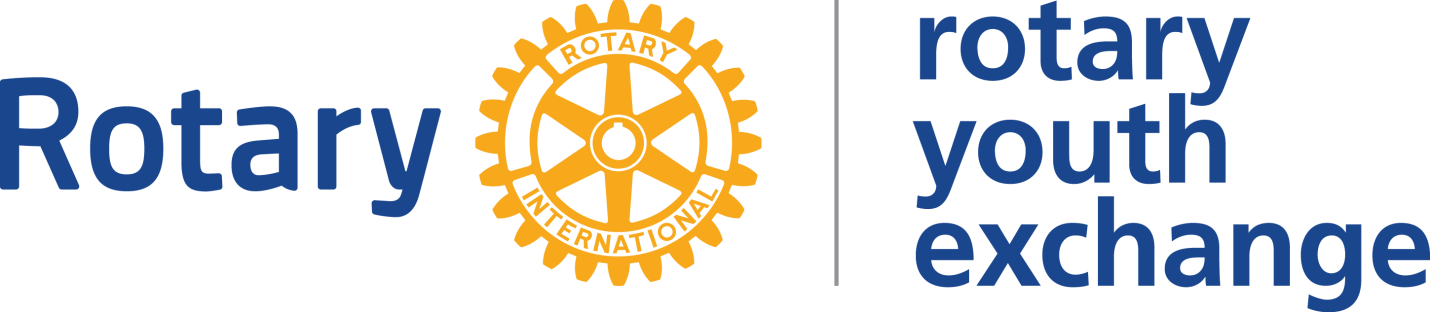 Rotary
ROTARY
INTERNATIONAL
rotary
youth
exchange